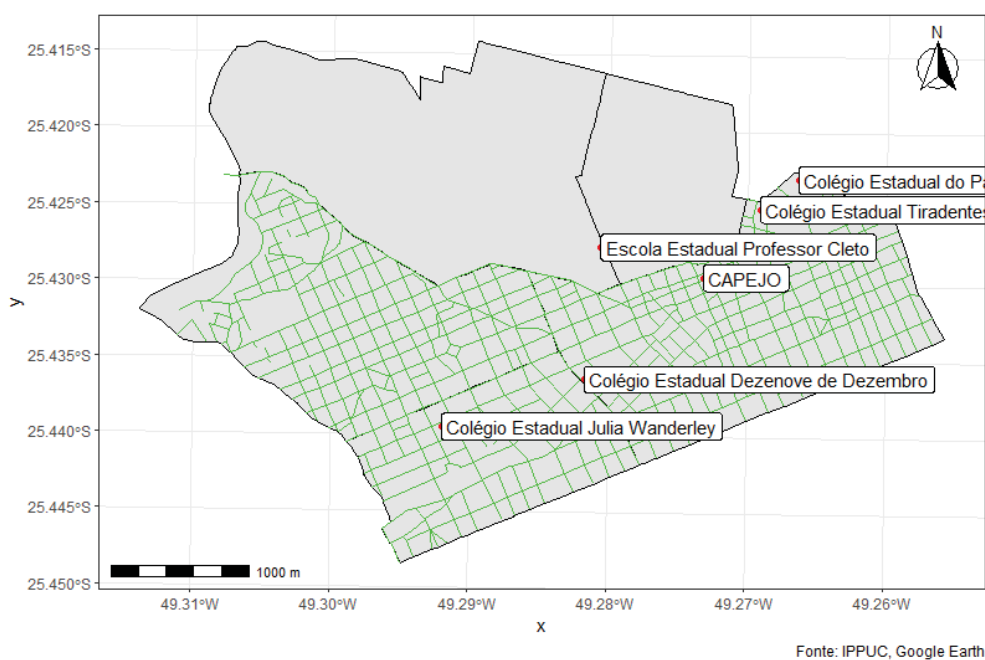 25.415°S
25.420°S
25.425°S
25.430°S
25.435°S
25.440°S
25.445°S
25.450°S
y
N
Colégio Estadual do Pa
Colégio Estadual Tiradentes
Escola Estadual Professor Cleto
CAPEJO
Colégio Estadual Dezenove de Dezembro
Colégio Estadual Julia Wanderley
1000 m
49.31°W
49.30°W
49.29°W
49.28°W
49.27°W
49.26°W
x
Fonte: IPPUC, Google Earth